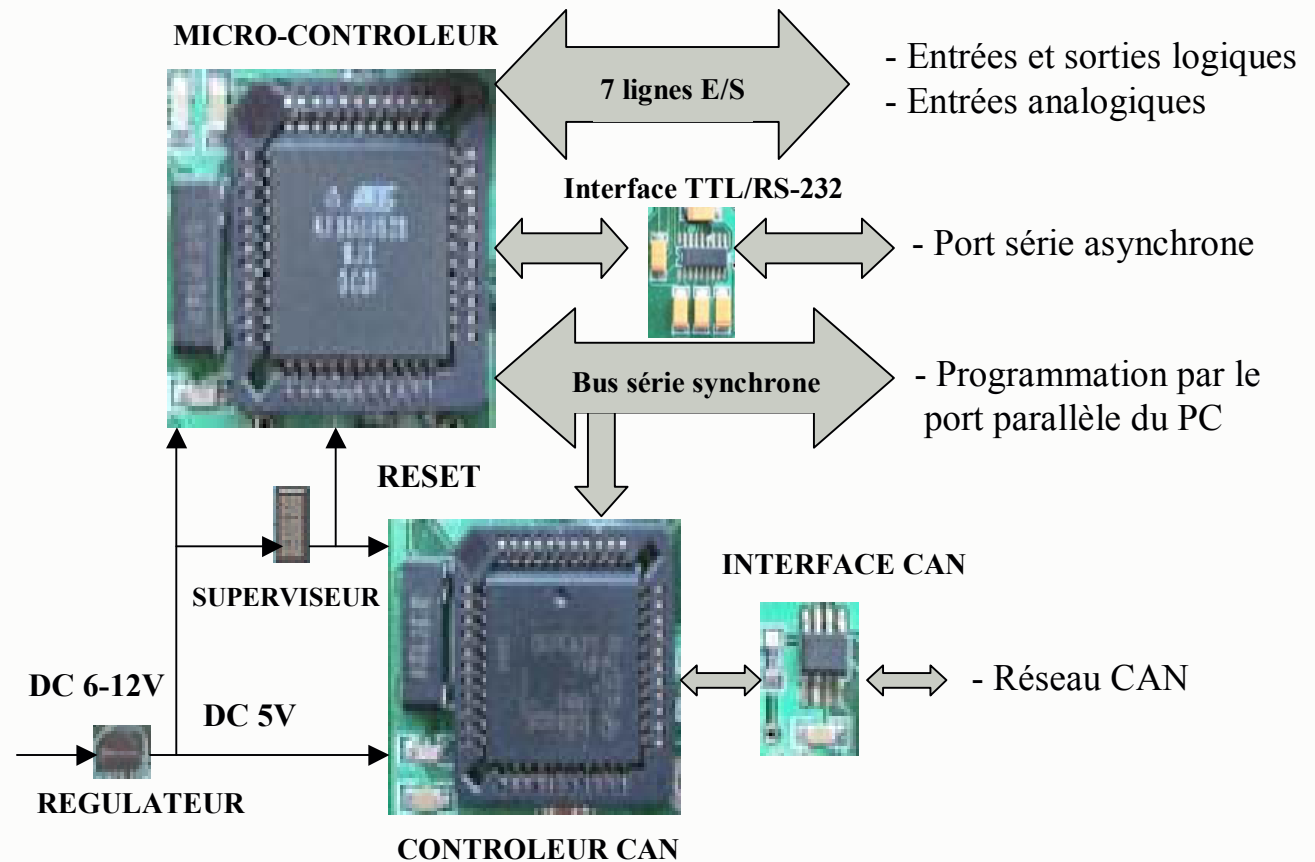 MICRO-CONTROLEUR
7 lignes E/S
- Entrées et sorties logiques
- Entrées analogiques
Interface TTL/RS-232
- Port série asynchrone
Bus série synchrone
- Programmation par le
port parallèle du PC
RESET
SUPERVISEUR
INTERFACE CAN
DC 6-12V
DC 5V
- Réseau CAN
REGULATEUR
CONTROLEUR CAN